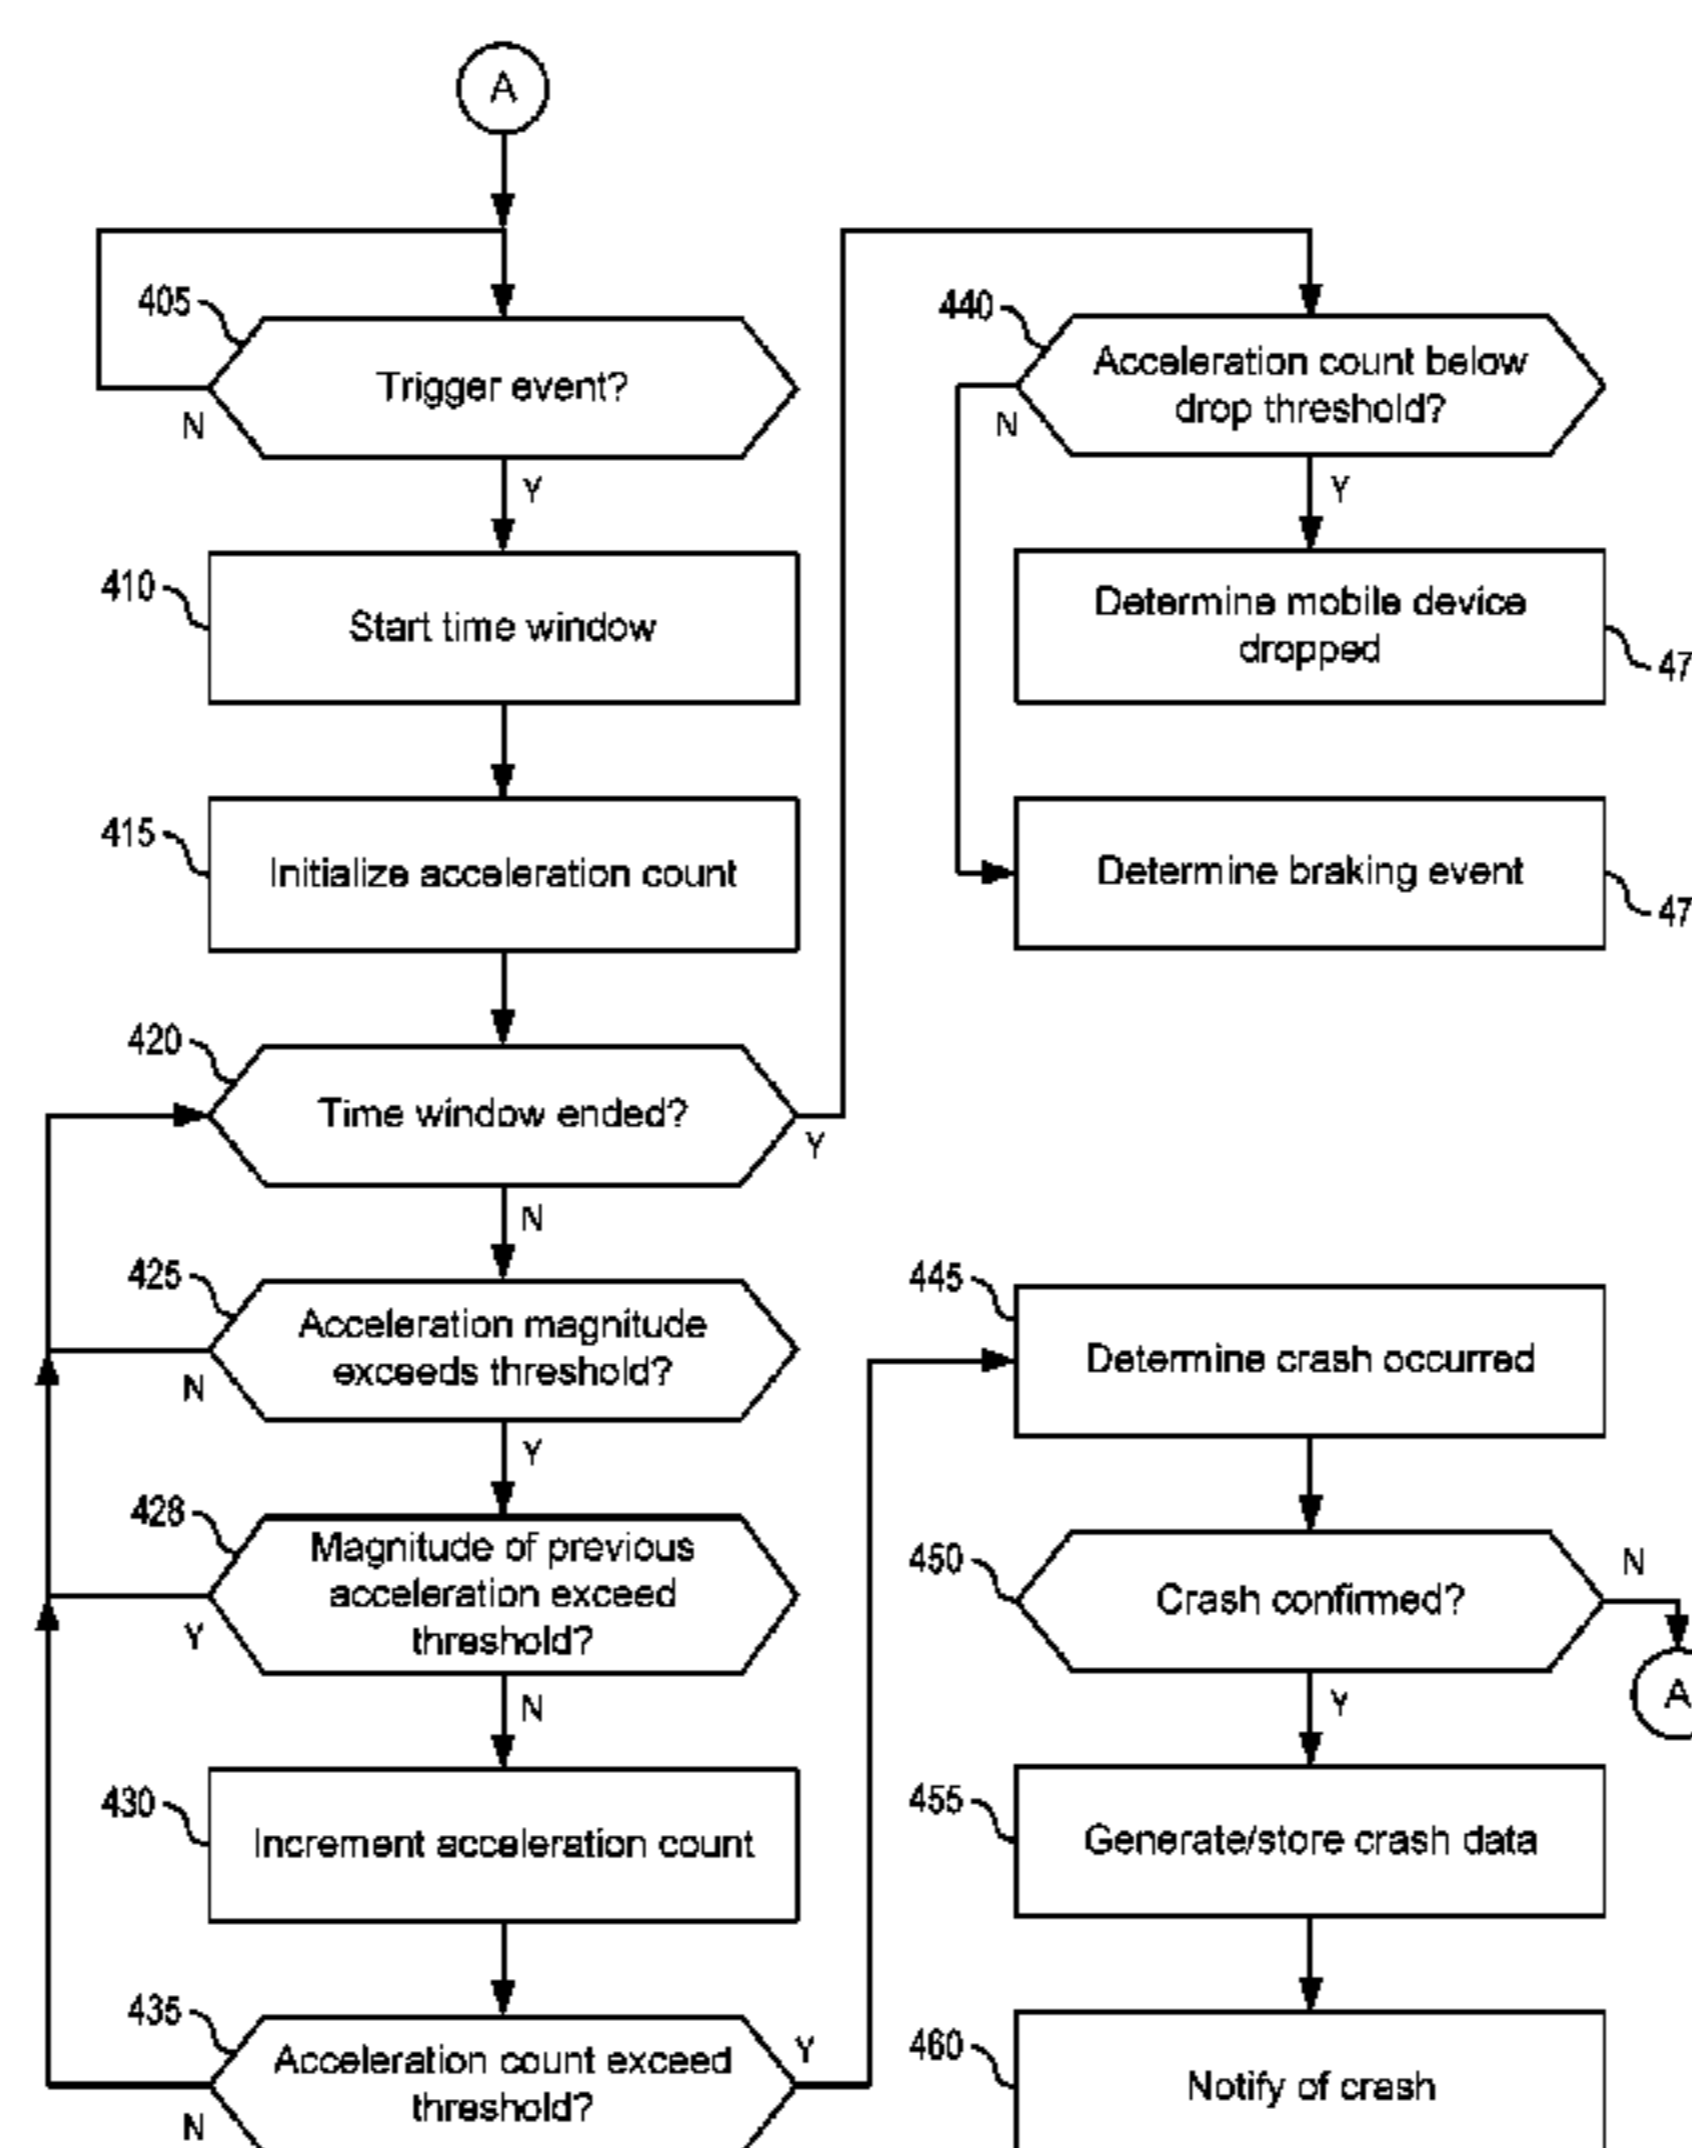 A
405
Trigger event?
N
Y
410
Start time window
415
Initialize acceleration count
420
Time window ended?
Y
N
425
Acceleration magnitude
exceeds threshold?
N
Y
428
Magnitude of previous
acceleration exceed
threshold?
Y
N
430
Increment acceleration count
435
Acceleration count exceed
threshold?
Y
N
440
Acceleration count below
drop threshold?
N
Y
Determine mobile device
dropped
47
Determine braking event
47
445
Determine crash occurred
450
Crash confirmed?
N
A
Y
455
Generate/store crash data
460
Notify of crash